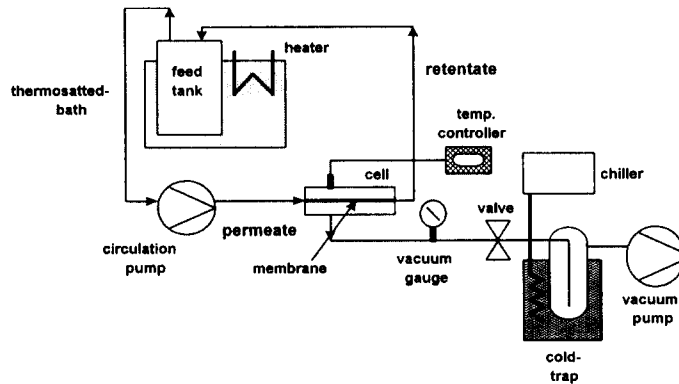 heater
feed
tank
thermosatted-
bath
retentate
temp.
controller
cell
chiller
valve
permeate
circulation
pump
membrane
vacuum
gauge
vacuum
pump
cold-
trap